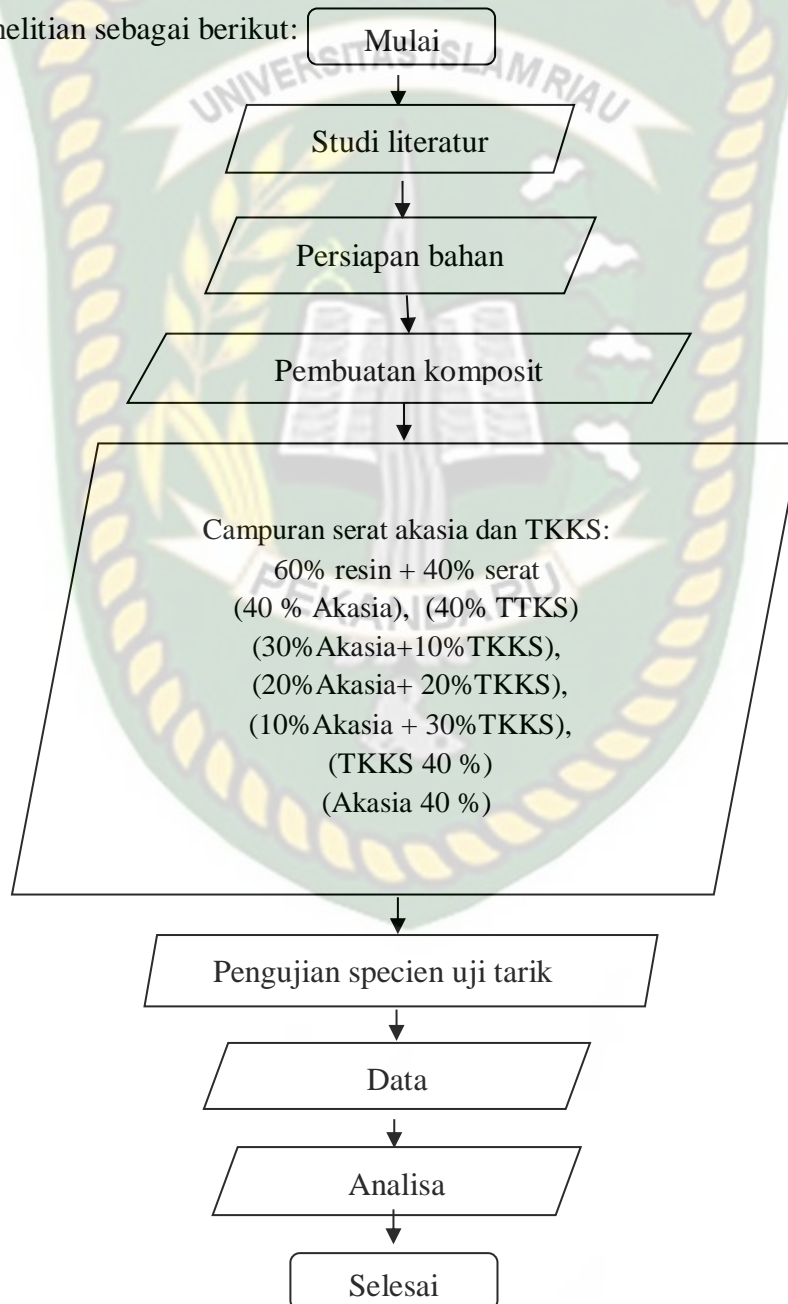 nelitian sebagai berikut:
Mulai
UNIVERSITAS ISLAM RIAU
Studi literatur
Persiapan bahan
Pembuatan komposit
Campuran serat akasia dan TKKS:
60% resin + 40% serat
(40 % Akasia), (40% TTKS)
(30%Akasia+10%TKKS),
(20%Akasia+ 20%TKKS),
(10%Akasia + 30%TKKS),
(TKKS 40 %)
(Akasia 40 %)
PEKANBARU
Pengujian specien uji tarik
Data
Analisa
Selesai